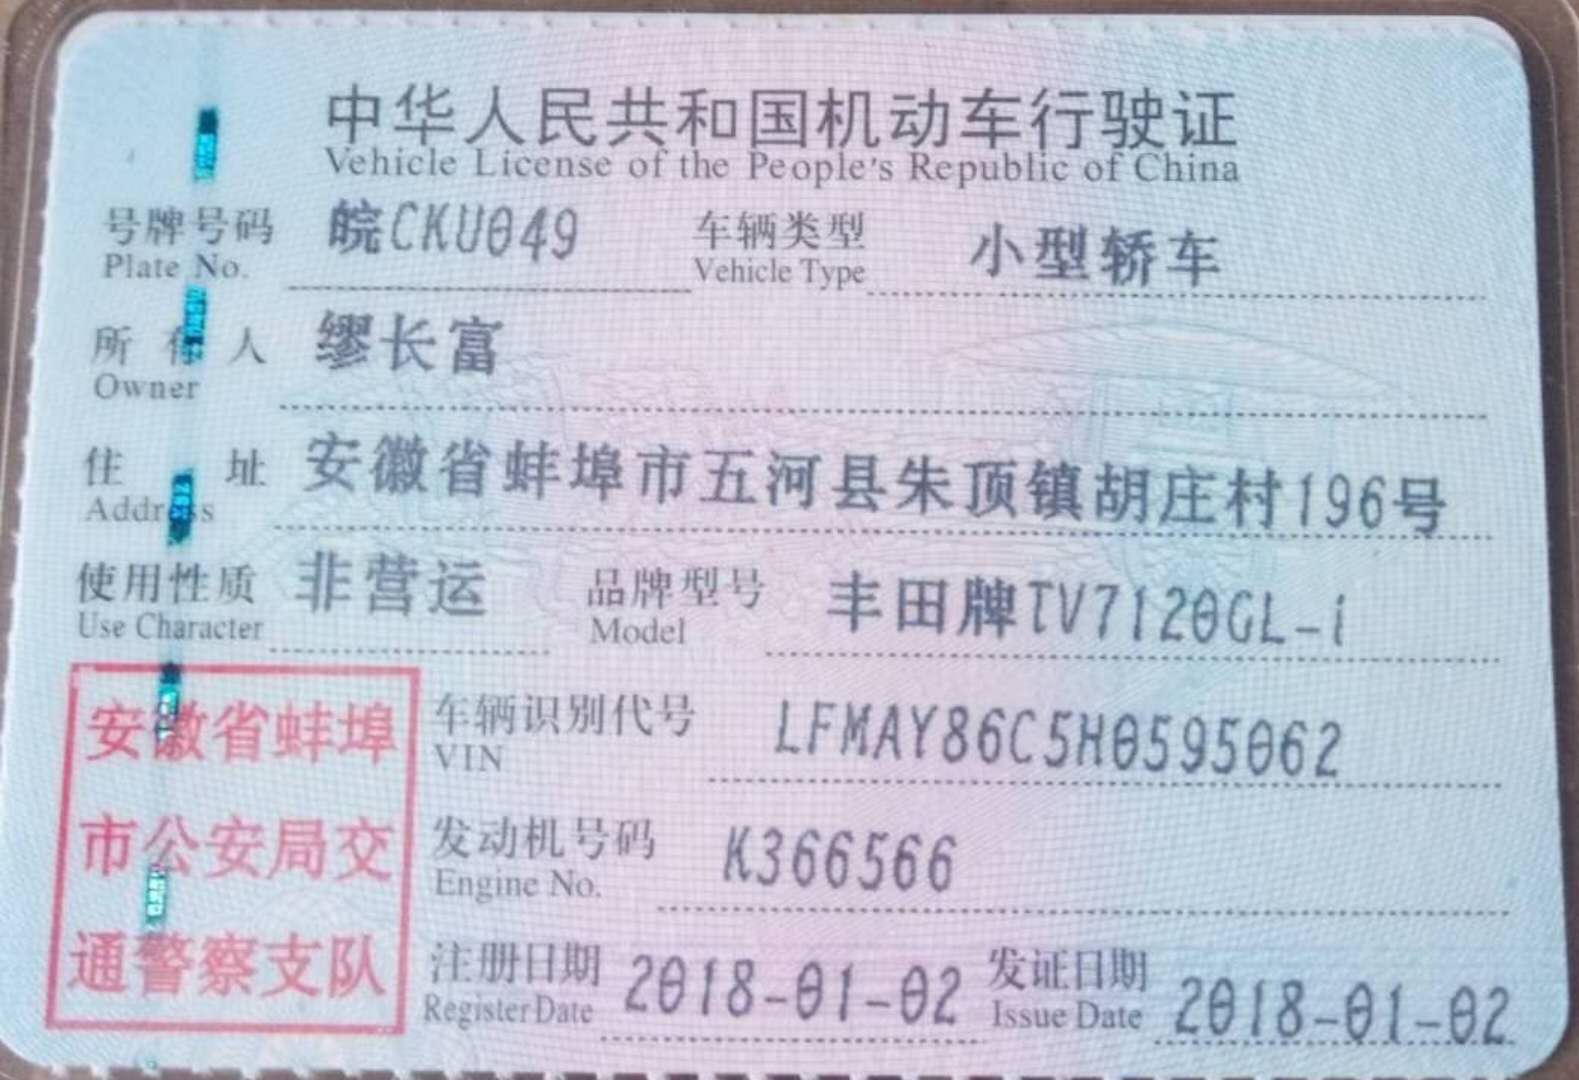 中华人民共和国机动车行驶证
Vehicle License of the People's Republic of China
号牌号码 皖CKU049 车辆类型 小型轿车
Plate No. Vehicle Type
所有人 缪长富
Owner
住址 安徽省蚌埠市五河县朱顶镇胡庄村196号
Address
使用性质 非营运 品牌型号 丰田牌TV7120GL-i
Use Character Model
安徽省蚌埠
市公安局交
通警察支队
车辆识别代号 LFMAY86C5H0595062
VIN
发动机号码 K366566
Engine No.
注册日期 2018-01-02 发证日期 2018-01-02
Register Date Issue Date